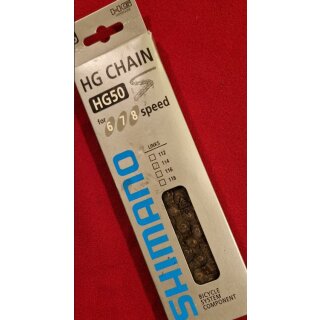 HG CHAIN
HG50
for 6 7 8 speed
LINKS
112
114
116
118
SHIMANO
BICYCLE
SYSTEM
COMPONENT